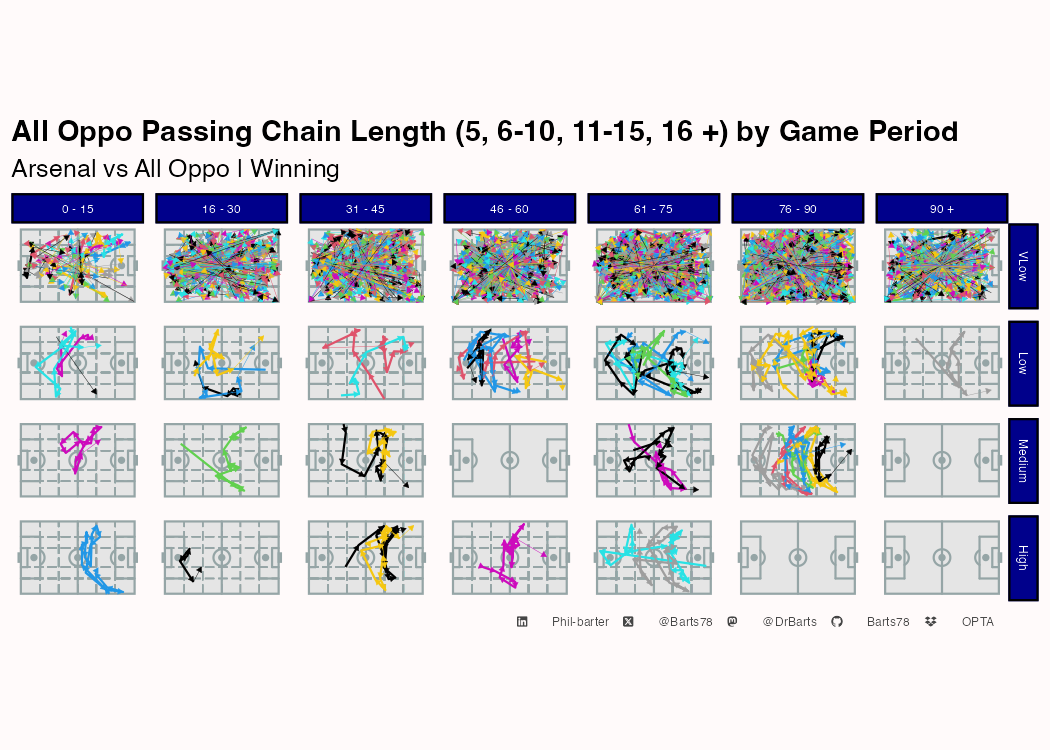 All Oppo Passing Chain Length (5, 6-10, 11-15, 16 +) by Game Period
Arsenal vs All Oppo | Winning
0 - 15 16 - 30 31 - 45 46 - 60 61 - 75 76 - 90 90 +
VLow
Low
Medium
High
Phil-barter @Barts78 @DrBarts Barts78 OPTA